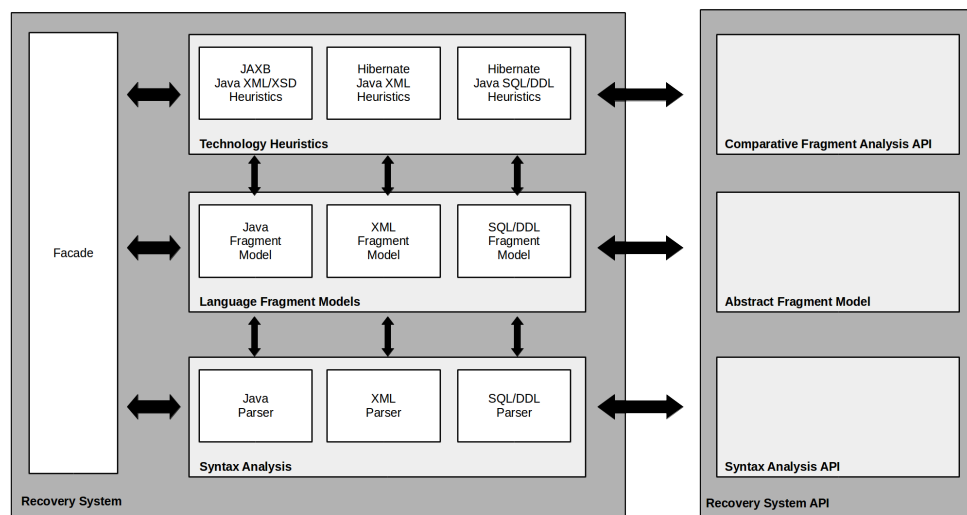 Facade
JAXB
Java XML/XSD
Heuristics
Hibernate
Java XML
Heuristics
Hibernate
Java SQL/DDL
Heuristics
Technology Heuristics
Comparative Fragment Analysis API
Java
Fragment
Model
XML
Fragment
Model
SQL/DDL
Fragment
Model
Language Fragment Models
Abstract Fragment Model
Java
Parser
XML
Parser
SQL/DDL
Parser
Syntax Analysis
Syntax Analysis API
Recovery System
Recovery System API